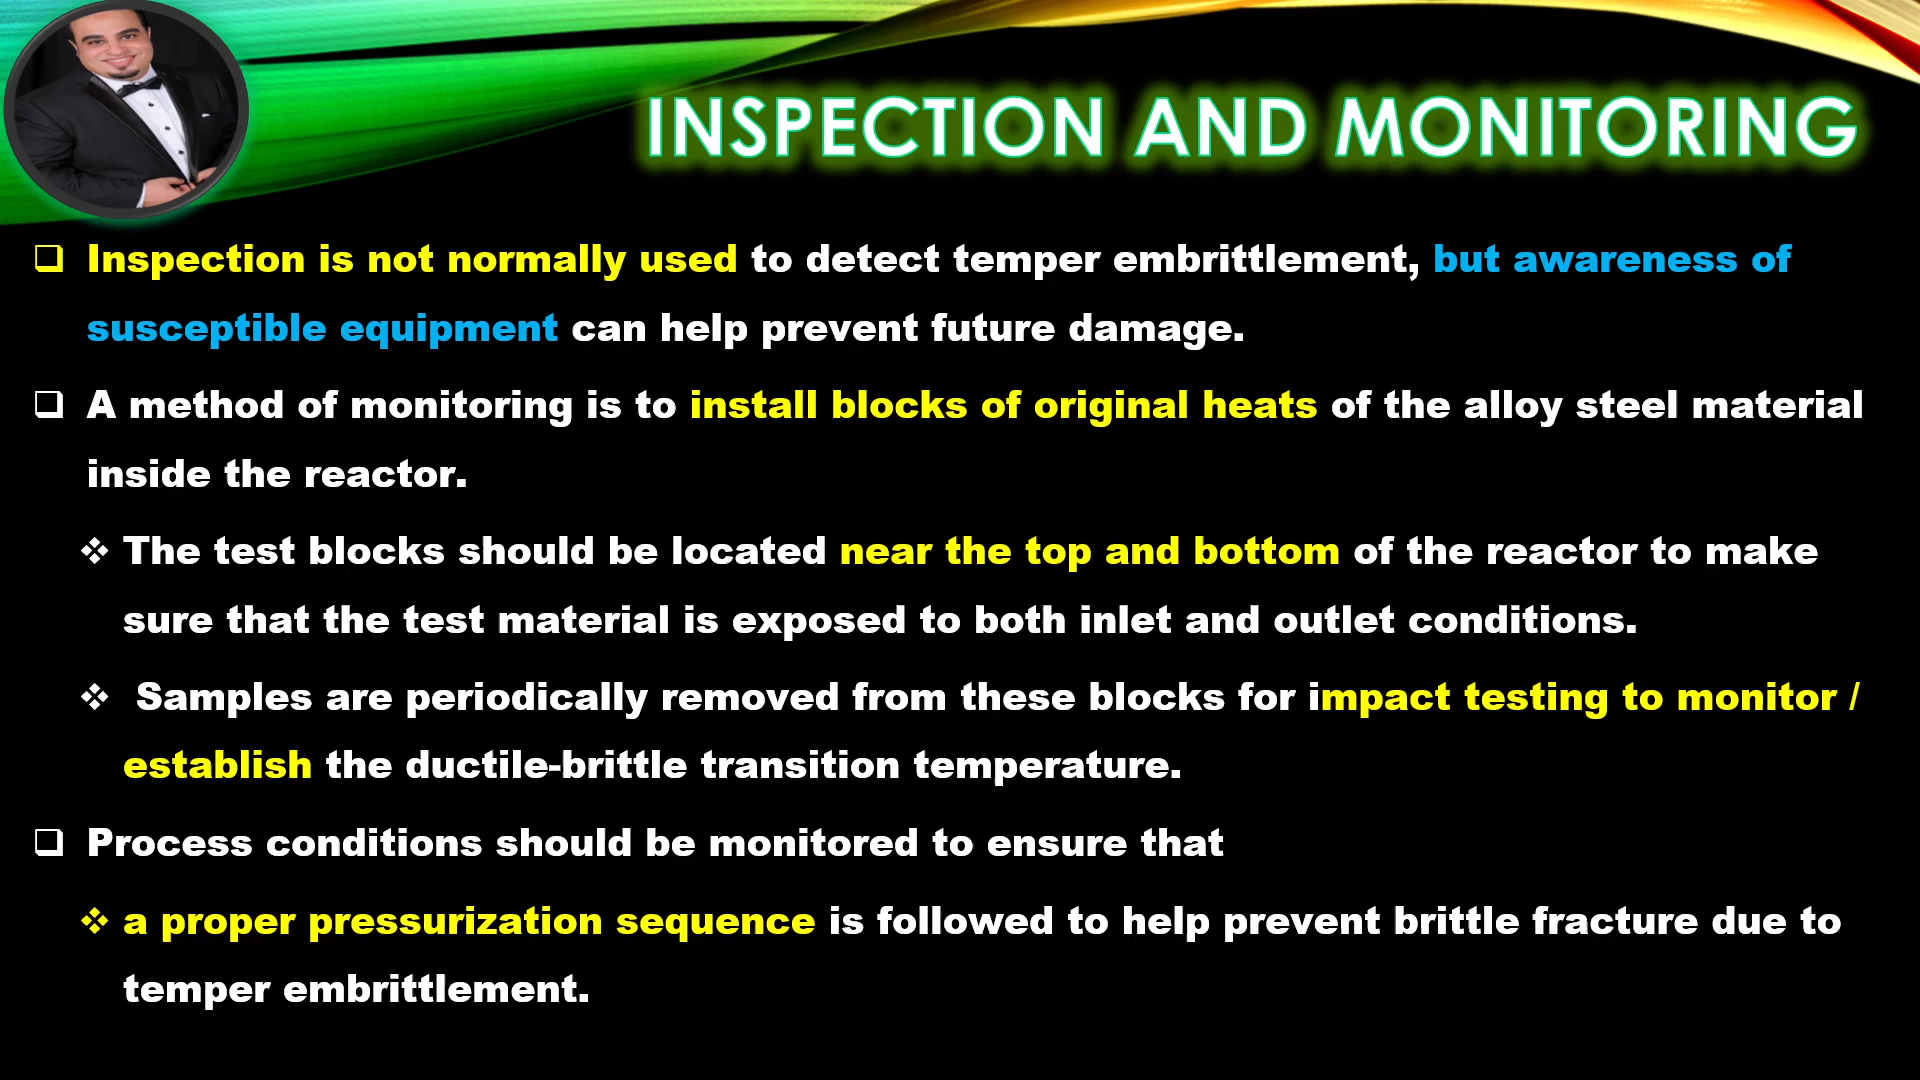 INSPECTION AND MONITORING
Inspection is not normally used to detect temper embrittlement, but awareness of
susceptible equipment can help prevent future damage.
A method of monitoring is to install blocks of original heats of the alloy steel material
inside the reactor.
The test blocks should be located near the top and bottom of the reactor to make
sure that the test material is exposed to both inlet and outlet conditions.
Samples are periodically removed from these blocks for impact testing to monitor /
establish the ductile-brittle transition temperature.
Process conditions should be monitored to ensure that
a proper pressurization sequence is followed to help prevent brittle fracture due to
temper embrittlement.